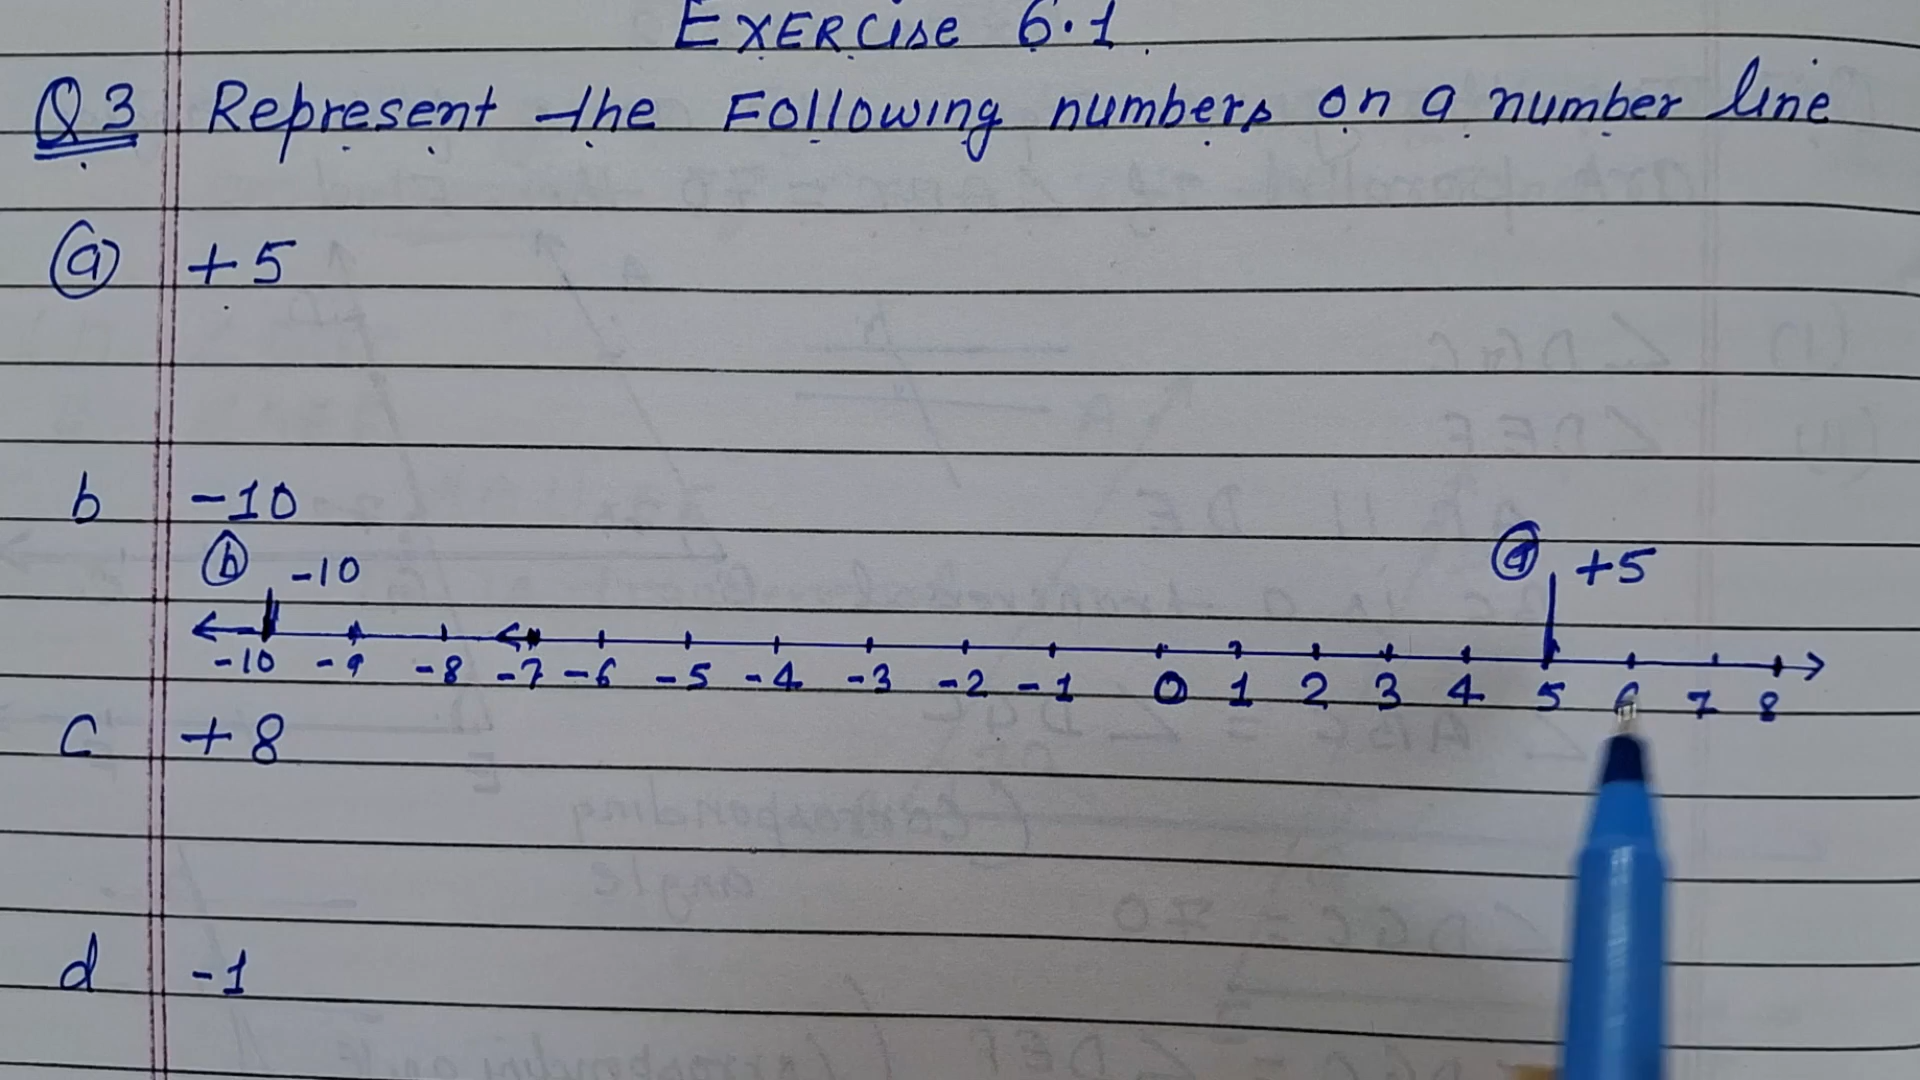 EXERCISE 6.1
Q3 Represent the Following numbers on a number line
a +5
b -10
b -10 a +5
-10 -9 -8 -7 -6 -5 -4 -3 -2 -1 0 1 2 3 4 5 6 7 8
c +8
d -1